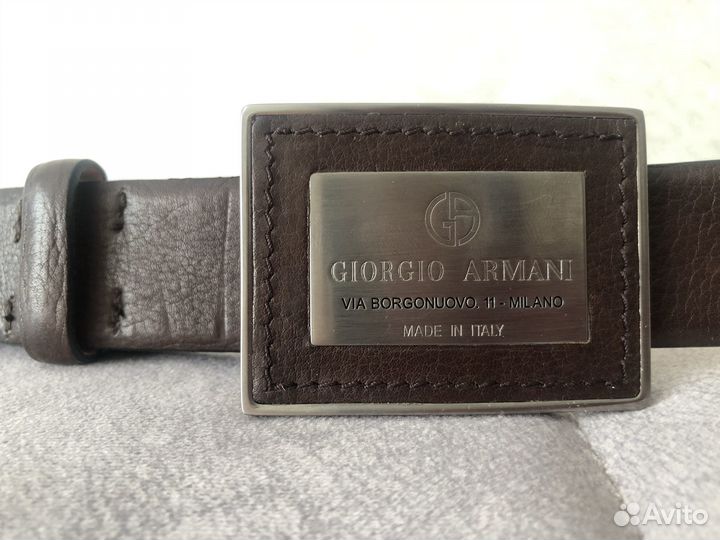 GIORGIO ARMANI
VIA BORGONUOVO, 11 - MILANO
MADE IN ITALY
Avito